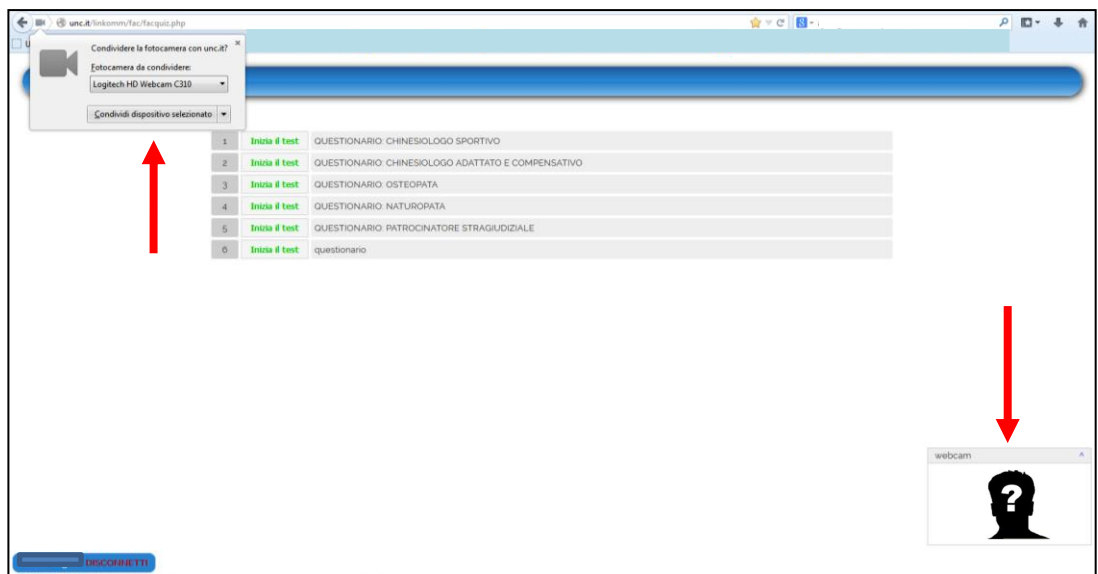 unc.it/linkomm/fac/facquiz.php
Condividere la fotocamera con unc.it?
Fotocamera da condividere:
Logitech HD Webcam C310
Condividi dispositivo selezionato
1 Inizia il test QUESTIONARIO: CHINESIOLOGO SPORTIVO
2 Inizia il test QUESTIONARIO: CHINESIOLOGO ADATTATO E COMPENSATIVO
3 Inizia il test QUESTIONARIO: OSTEOPATA
4 Inizia il test QUESTIONARIO: NATUROPATA
5 Inizia il test QUESTIONARIO: PATROCINATORE STRAGIUDIZIALE
6 Inizia il test questionario
webcam ^
?
DISCONNETTI